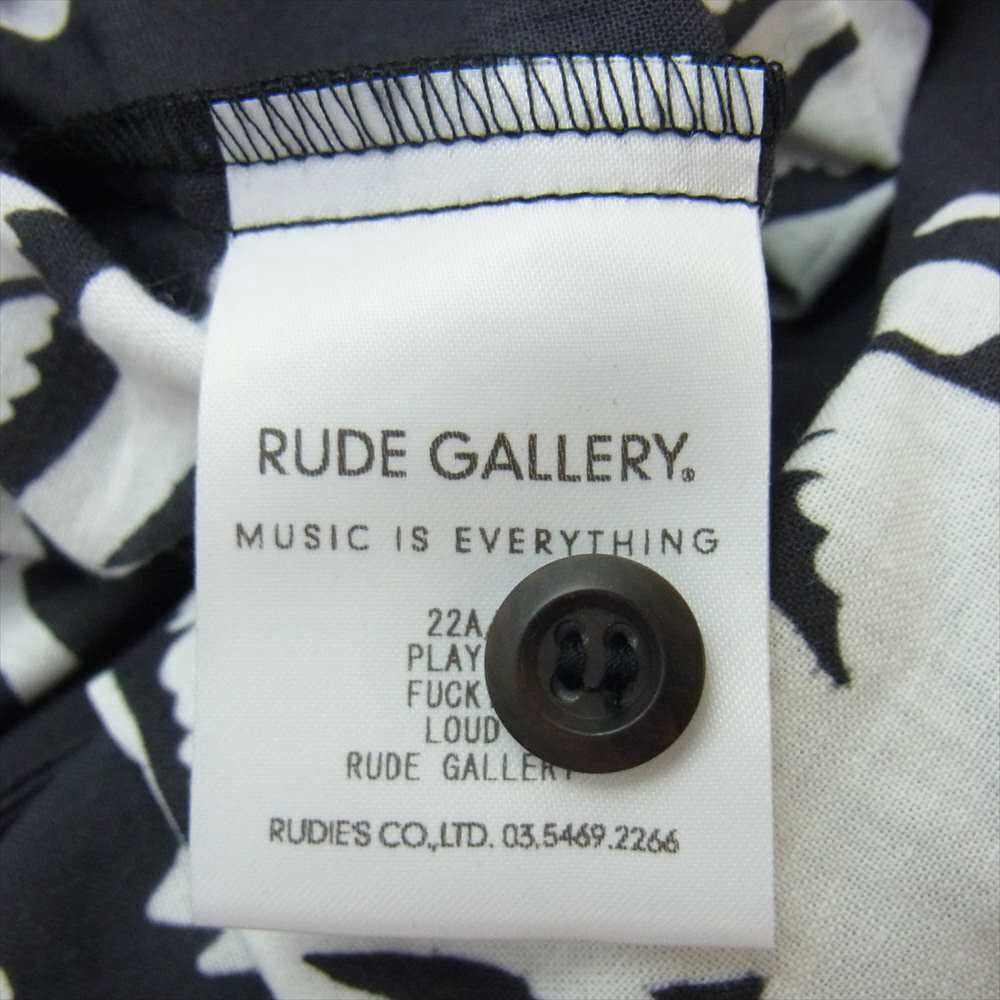 RUDE GALLERY®
MUSIC IS EVERYTHING
22A
PLAY
FUCK
LOUD
RUDE GALLERY
RUDIE'S CO.,LTD. 03.5469.2266